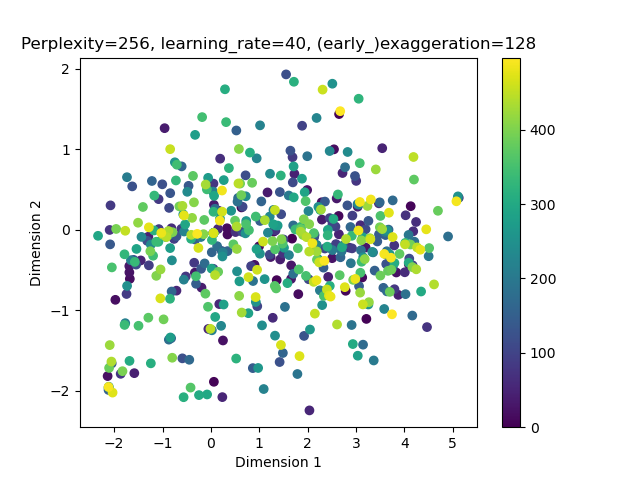 Perplexity=256, learning_rate=40, (early_)exaggeration=128
2
1
0
−1
−2
Dimension 2
−2 −1 0 1 2 3 4 5
Dimension 1
400
300
200
100
0